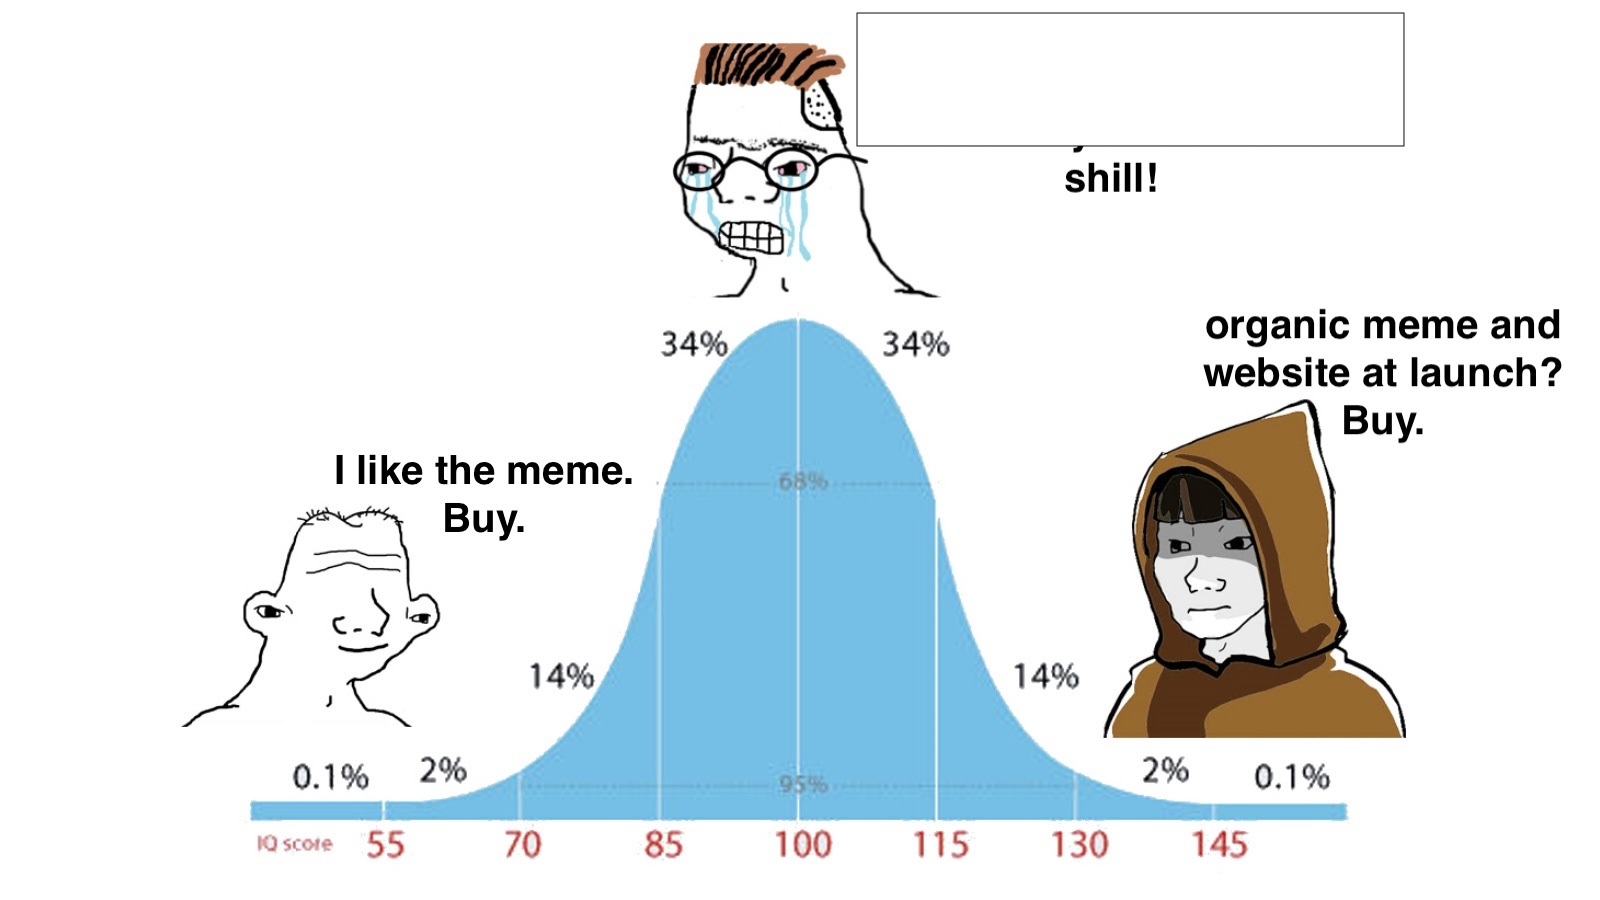 shill!
34%
34%
organic meme and
website at launch?
Buy.
I like the meme.
Buy.
68%
14%
14%
0.1%
2%
95%
2%
0.1%
IQ score 55 70 85 100 115 130 145